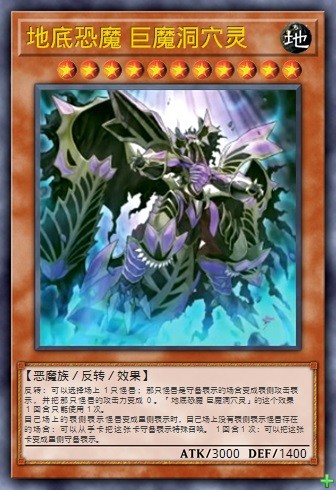 地底恐魔 巨魔洞穴灵
地
【恶魔族/反转/效果】
反转：可以选择场上1只怪兽；那只怪兽是守备表示的场合变成表侧攻击表
示，并把那只怪兽的攻击力变成0。「地底恐魔 巨魔洞穴灵」的这个效果
1回合只能使用1次。
自己场上的表侧表示怪兽变成里侧表示时，自己场上没有表侧表示怪兽存在
的场合：可以从手卡把这张卡守备表示特殊召唤。 1回合1次：可以把这张
卡变成里侧守备表示。
ATK/3000 DEF/1400